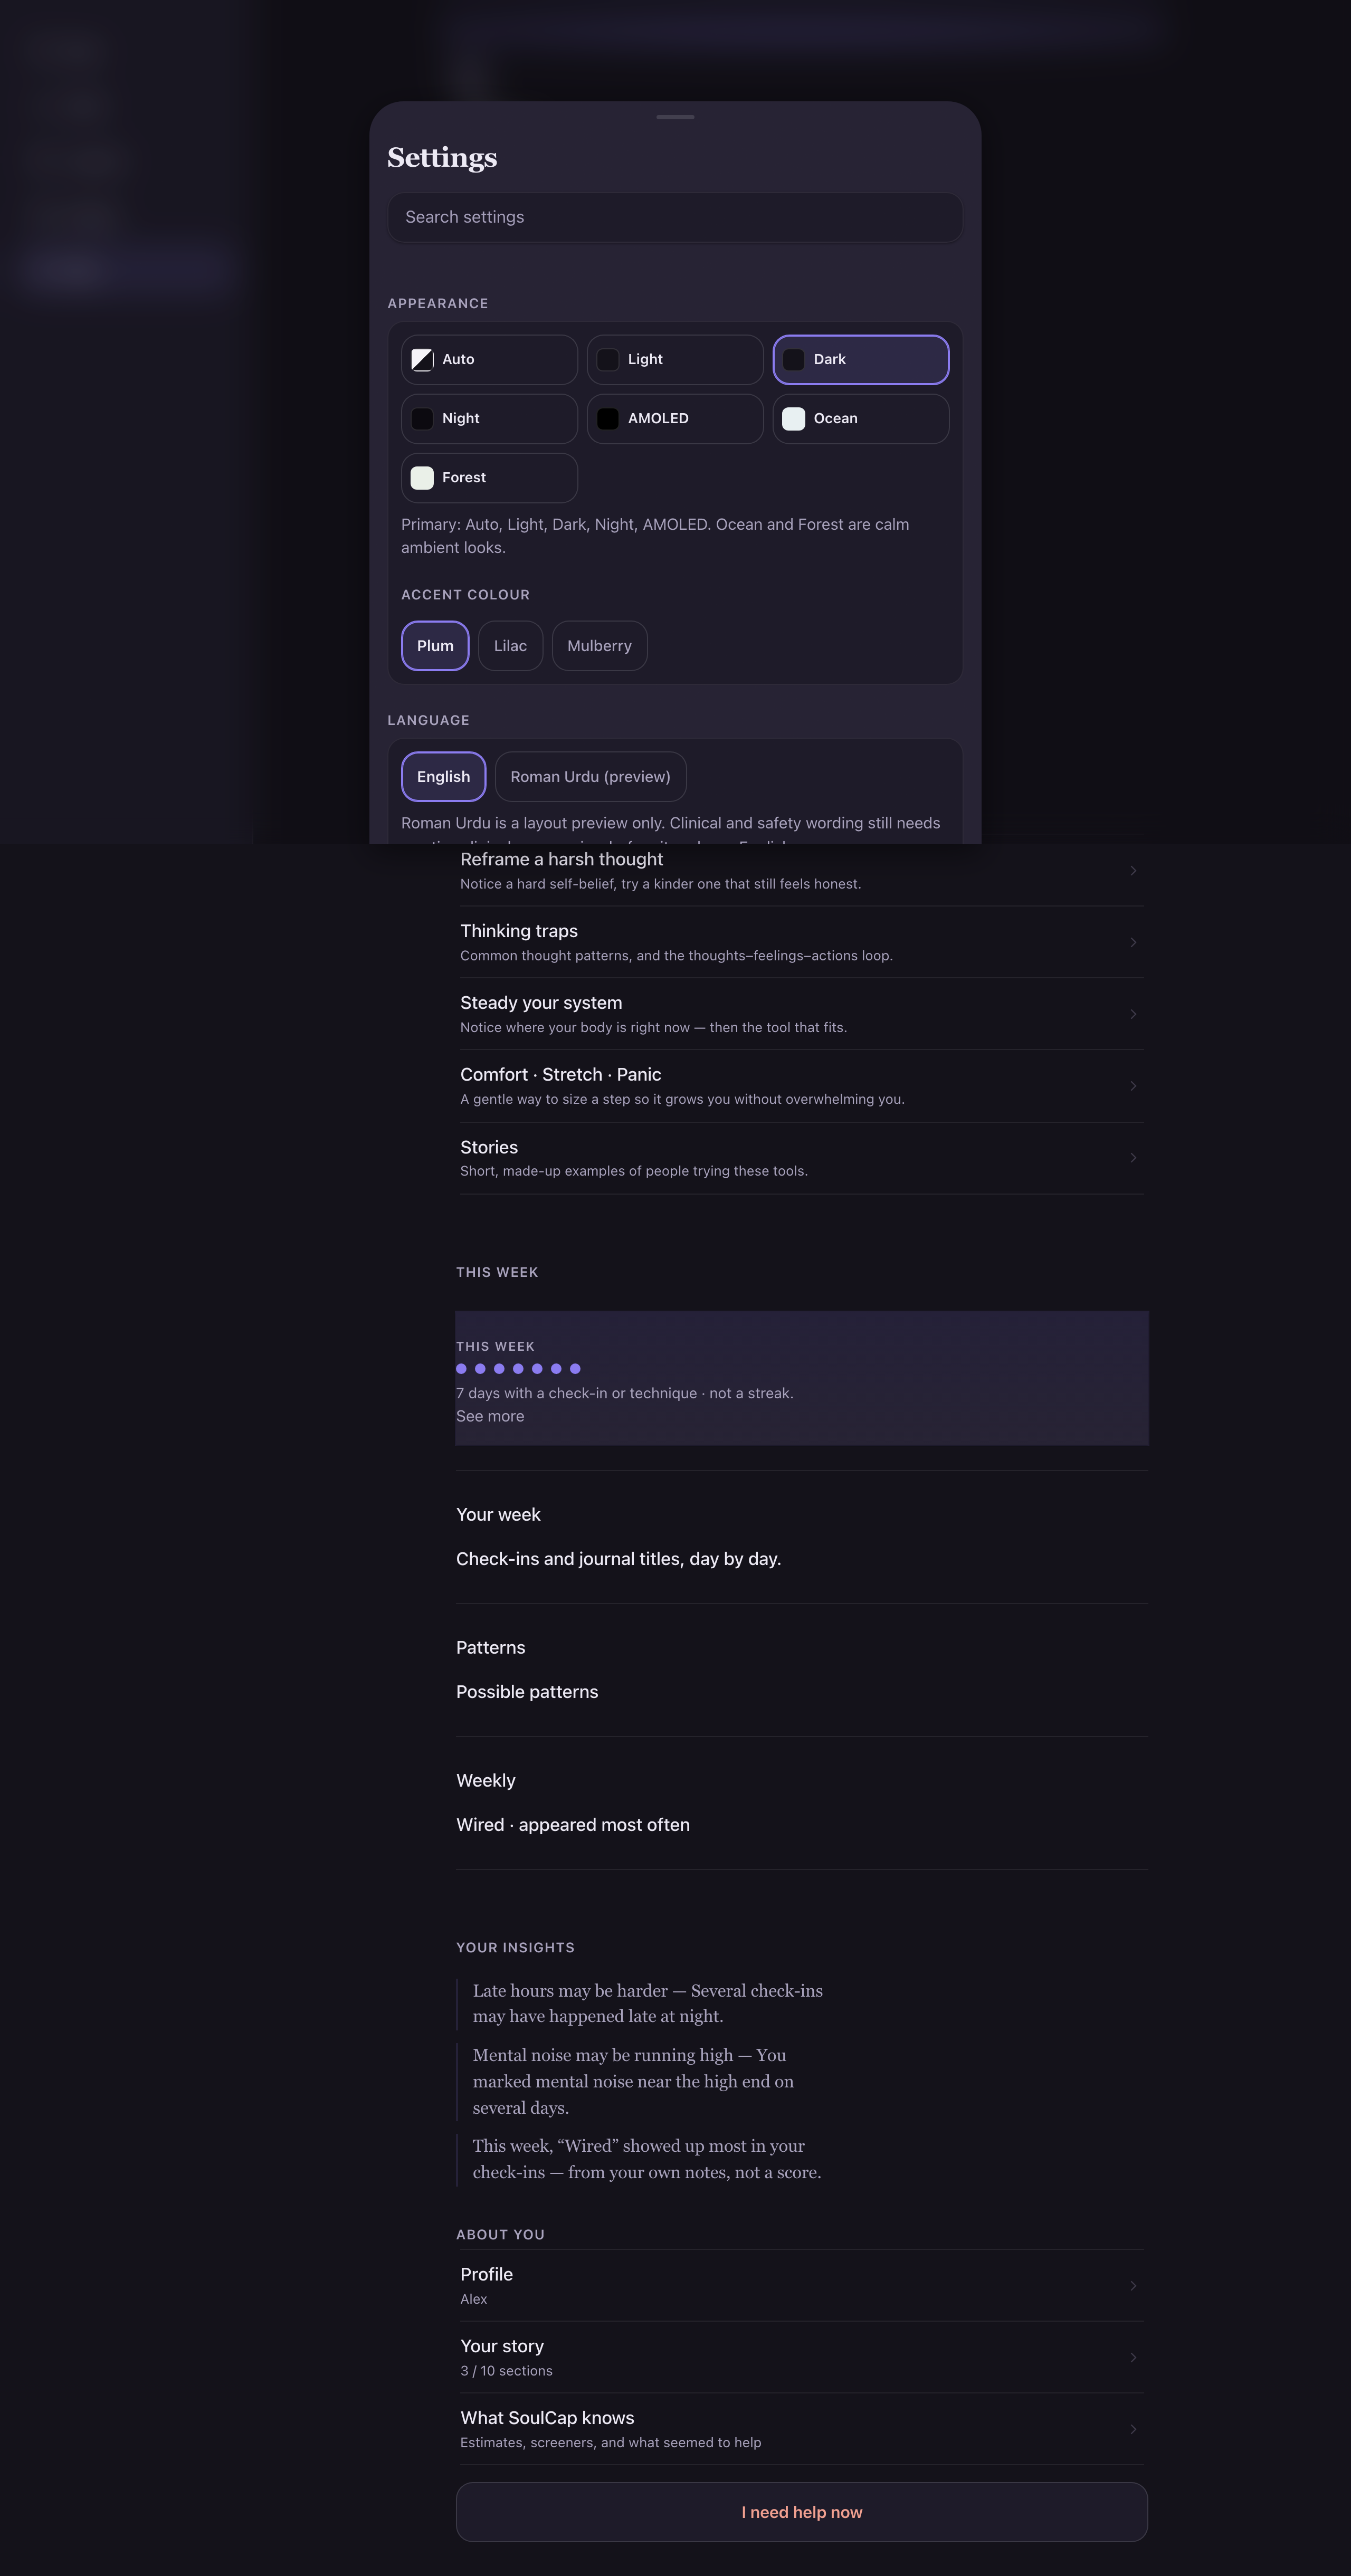 Settings
Search settings
APPEARANCE
Auto
Light
Dark
Night
AMOLED
Ocean
Forest
Primary: Auto, Light, Dark, Night, AMOLED. Ocean and Forest are calm
ambient looks.
ACCENT COLOUR
Plum
Lilac
Mulberry
LANGUAGE
English
Roman Urdu (preview)
Roman Urdu is a layout preview only. Clinical and safety wording still needs
Reframe a harsh thought
Notice a hard self-belief, try a kinder one that still feels honest.
Thinking traps
Common thought patterns, and the thoughts–feelings–actions loop.
Steady your system
Notice where your body is right now — then the tool that fits.
Comfort · Stretch · Panic
A gentle way to size a step so it grows you without overwhelming you.
Stories
Short, made-up examples of people trying these tools.
THIS WEEK
THIS WEEK
7 days with a check-in or technique · not a streak.
See more
Your week
Check-ins and journal titles, day by day.
Patterns
Possible patterns
Weekly
Wired · appeared most often
YOUR INSIGHTS
Late hours may be harder — Several check-ins
may have happened late at night.
Mental noise may be running high — You
marked mental noise near the high end on
several days.
This week, “Wired” showed up most in your
check-ins — from your own notes, not a score.
ABOUT YOU
Profile
Alex
Your story
3 / 10 sections
What SoulCap knows
Estimates, screeners, and what seemed to help
I need help now